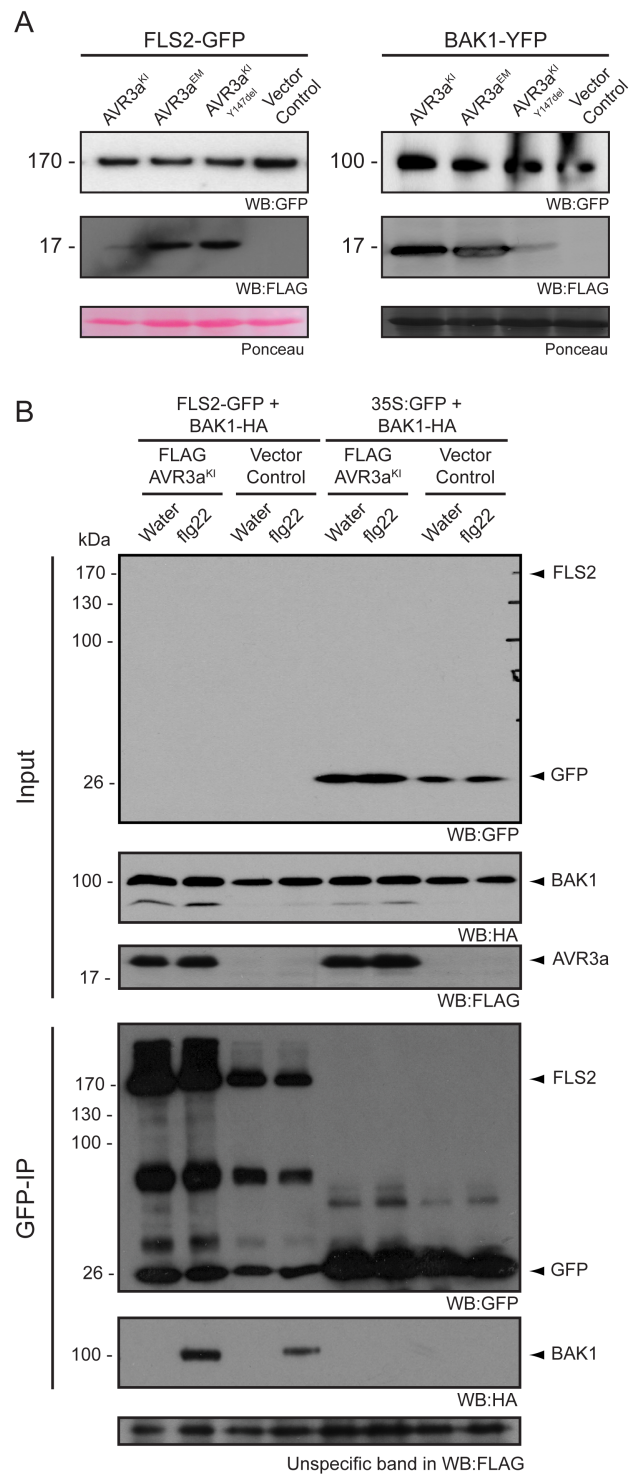 A
FLS2-GFP
BAK1-YFP
AVR3aKI
AVR3aEM
AVR3aKI
Y147del
Vector
Control
AVR3aKI
AVR3aEM
AVR3aKI
Y147del
Vector
Control
170 -
100 -
WB:GFP
WB:GFP
17 -
17 -
WB:FLAG
WB:FLAG
Ponceau
Ponceau
B
FLS2-GFP +
BAK1-HA
35S:GFP +
BAK1-HA
FLAG
AVR3aKI
Vector
Control
FLAG
AVR3aKI
Vector
Control
Water
flg22
Water
flg22
Water
flg22
Water
flg22
kDa
170 -
FLS2
130 -
100 -
Input
26 -
GFP
WB:GFP
100 -
BAK1
WB:HA
AVR3a
17 -
WB:FLAG
170 -
FLS2
130 -
100 -
GFP-IP
26 -
GFP
WB:GFP
100 -
BAK1
WB:HA
Unspecific band in WB:FLAG